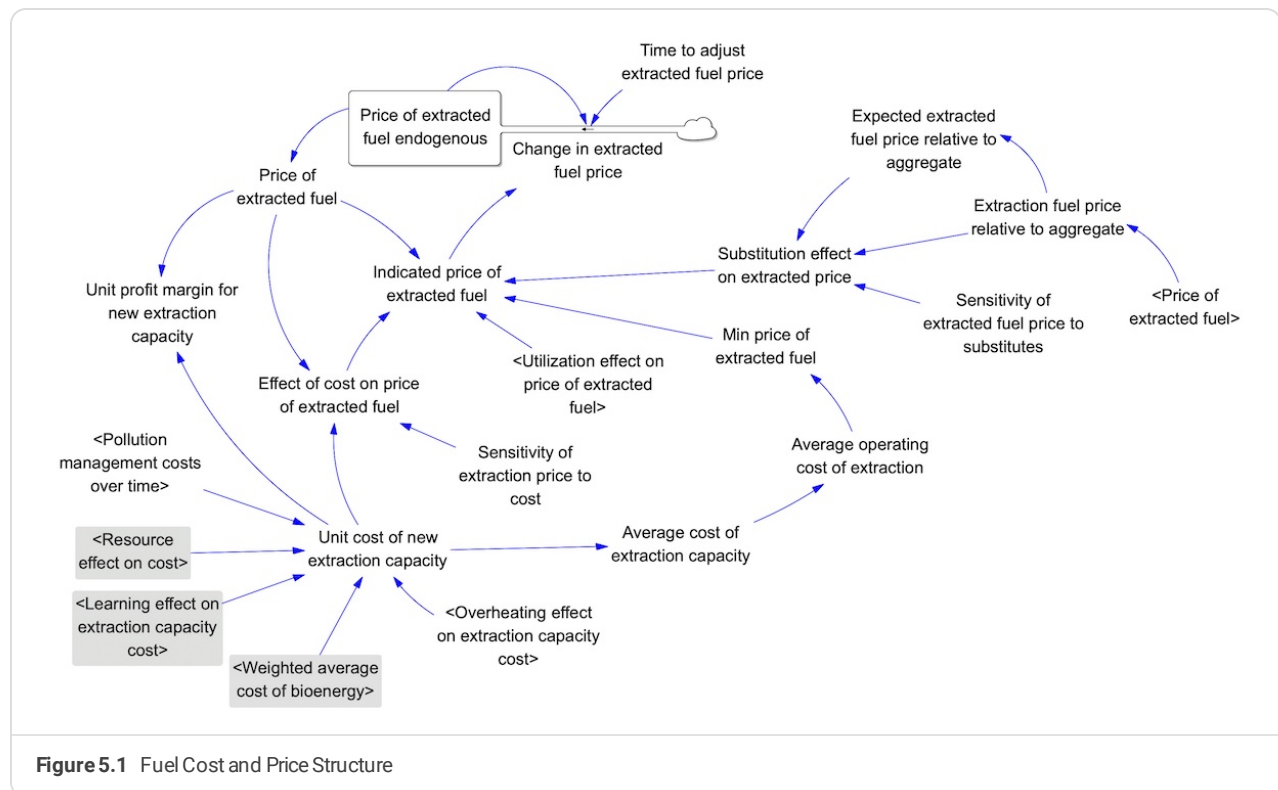 Time to adjust
extracted fuel price
Price of extracted
fuel endogenous
Change in extracted
fuel price
Expected extracted
fuel price relative to
aggregate
Price of
extracted fuel
Extraction fuel price
relative to aggregate
Indicated price of
extracted fuel
Substitution effect
on extracted price
Unit profit margin for
new extraction
capacity
Sensitivity of
extracted fuel price to
substitutes
<Price of
extracted fuel>
Min price of
extracted fuel
<Utilization effect on
price of extracted
fuel>
Effect of cost on price
of extracted fuel
<Pollution
management costs
over time>
Sensitivity of
extraction price to
cost
Average operating
cost of extraction
<Resource
effect on cost>
Unit cost of new
extraction capacity
Average cost of
extraction capacity
<Learning effect on
extraction capacity
cost>
<Overheating effect
on extraction capacity
cost>
<Weighted average
cost of bioenergy>
Figure 5.1 Fuel Cost and Price Structure